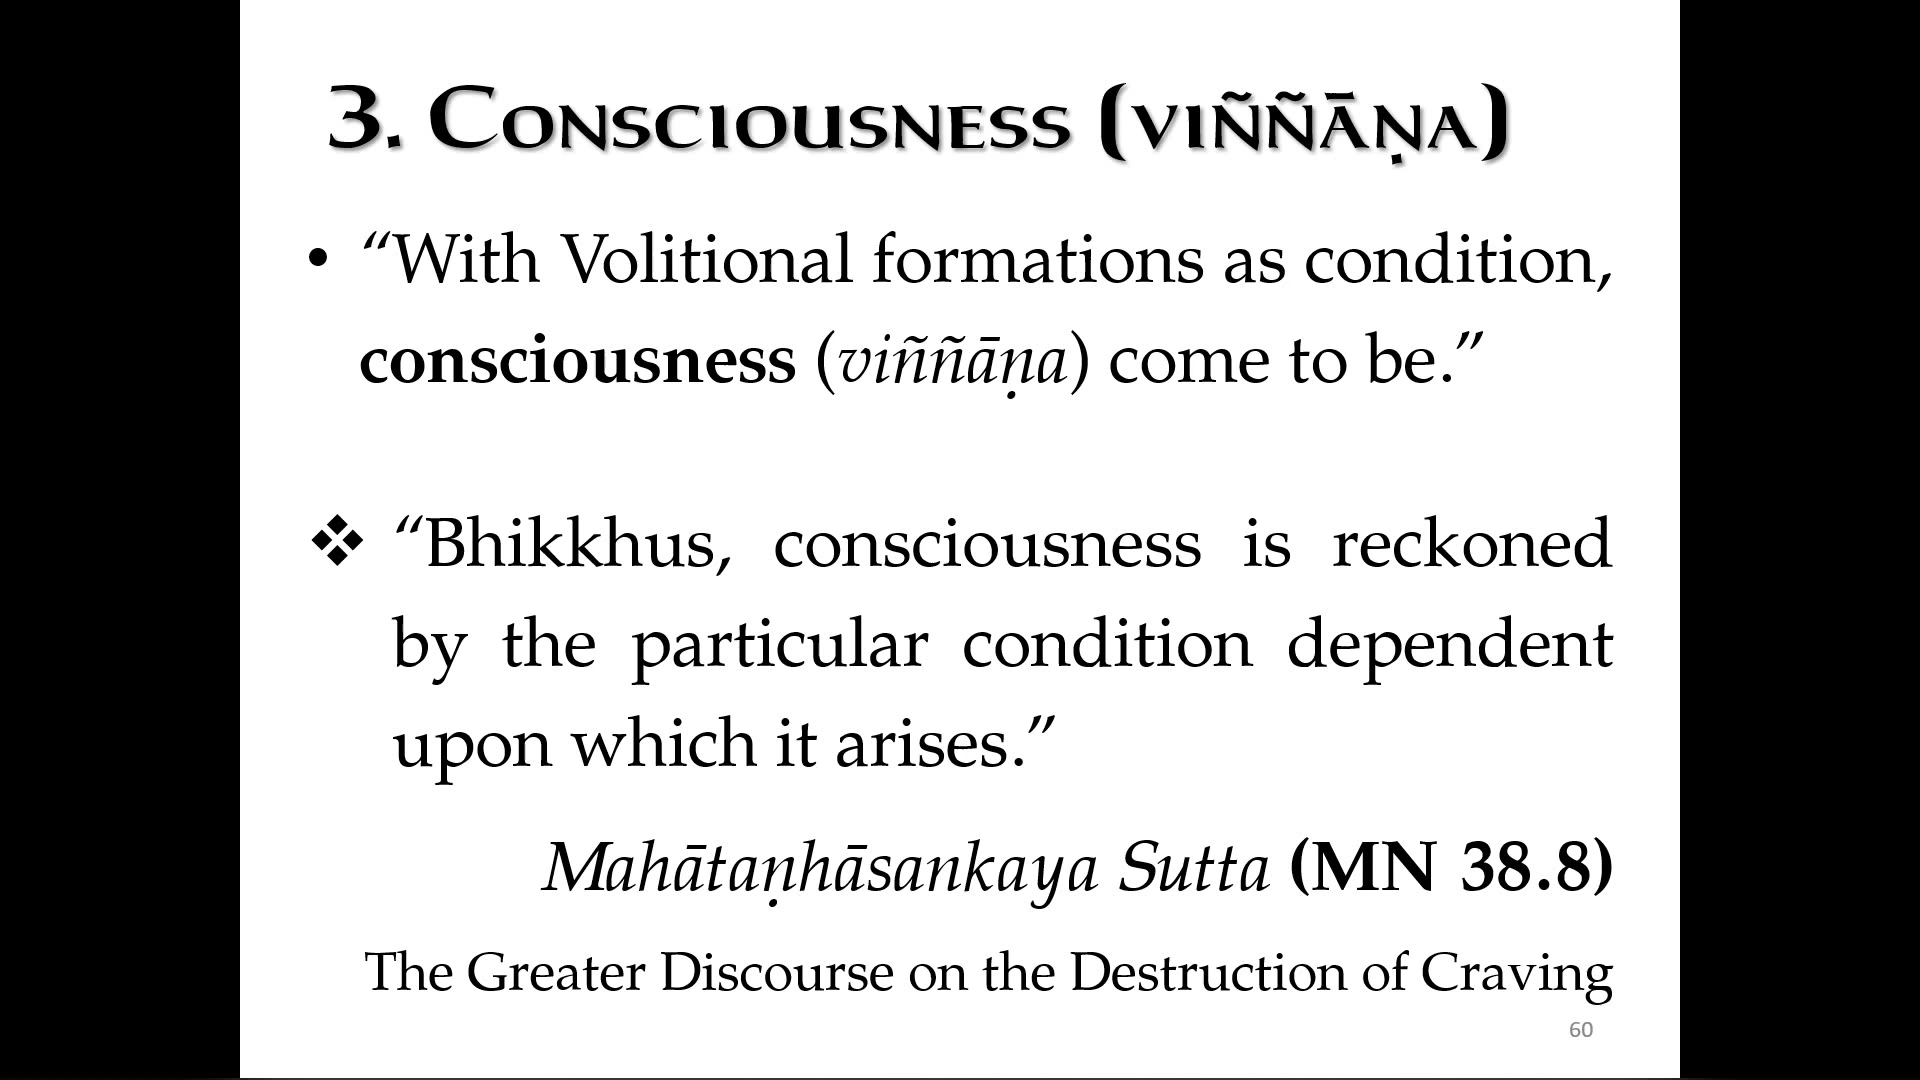 3. Consciousness (viññāṇa)
• “With Volitional formations as condition,
consciousness (viññāṇa) come to be.”
❖ “Bhikkhus, consciousness is reckoned
by the particular condition dependent
upon which it arises.”
Mahātaṇhāsankaya Sutta (MN 38.8)
The Greater Discourse on the Destruction of Craving
60